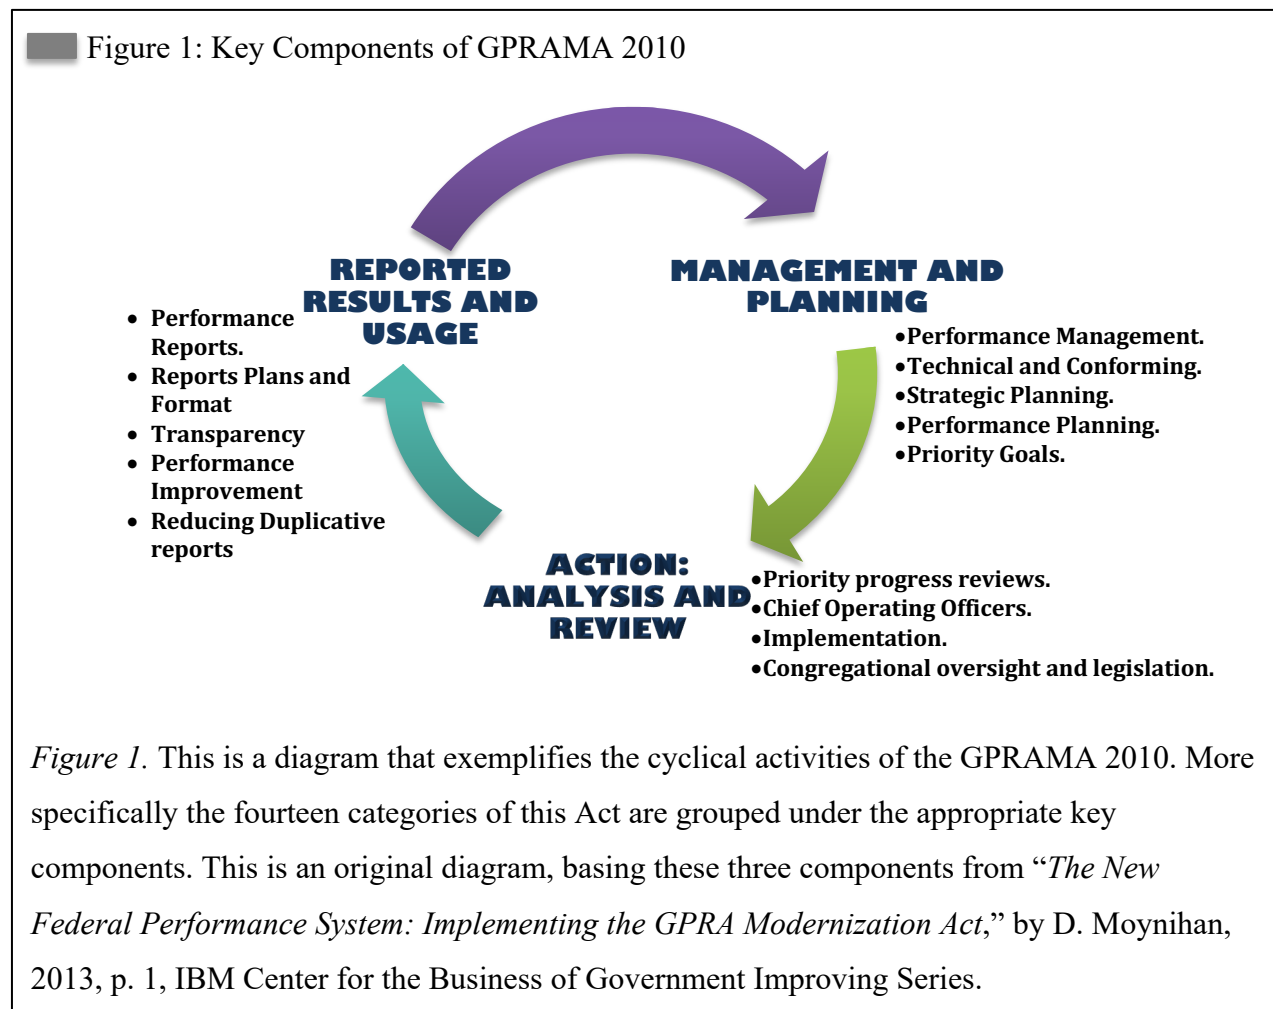 Figure 1: Key Components of GPRAMA 2010
REPORTED
RESULTS AND
USAGE
• Performance
Reports.
• Reports Plans and
Format
• Transparency
• Performance
Improvement
• Reducing Duplicative
reports
MANAGEMENT AND
PLANNING
•Performance Management.
•Technical and Conforming.
•Strategic Planning.
•Performance Planning.
•Priority Goals.
ACTION:
ANALYSIS AND
REVIEW
•Priority progress reviews.
•Chief Operating Officers.
•Implementation.
•Congregational oversight and legislation.
Figure 1. This is a diagram that exemplifies the cyclical activities of the GPRAMA 2010. More
specifically the fourteen categories of this Act are grouped under the appropriate key
components. This is an original diagram, basing these three components from “The New
Federal Performance System: Implementing the GPRA Modernization Act,” by D. Moynihan,
2013, p. 1, IBM Center for the Business of Government Improving Series.